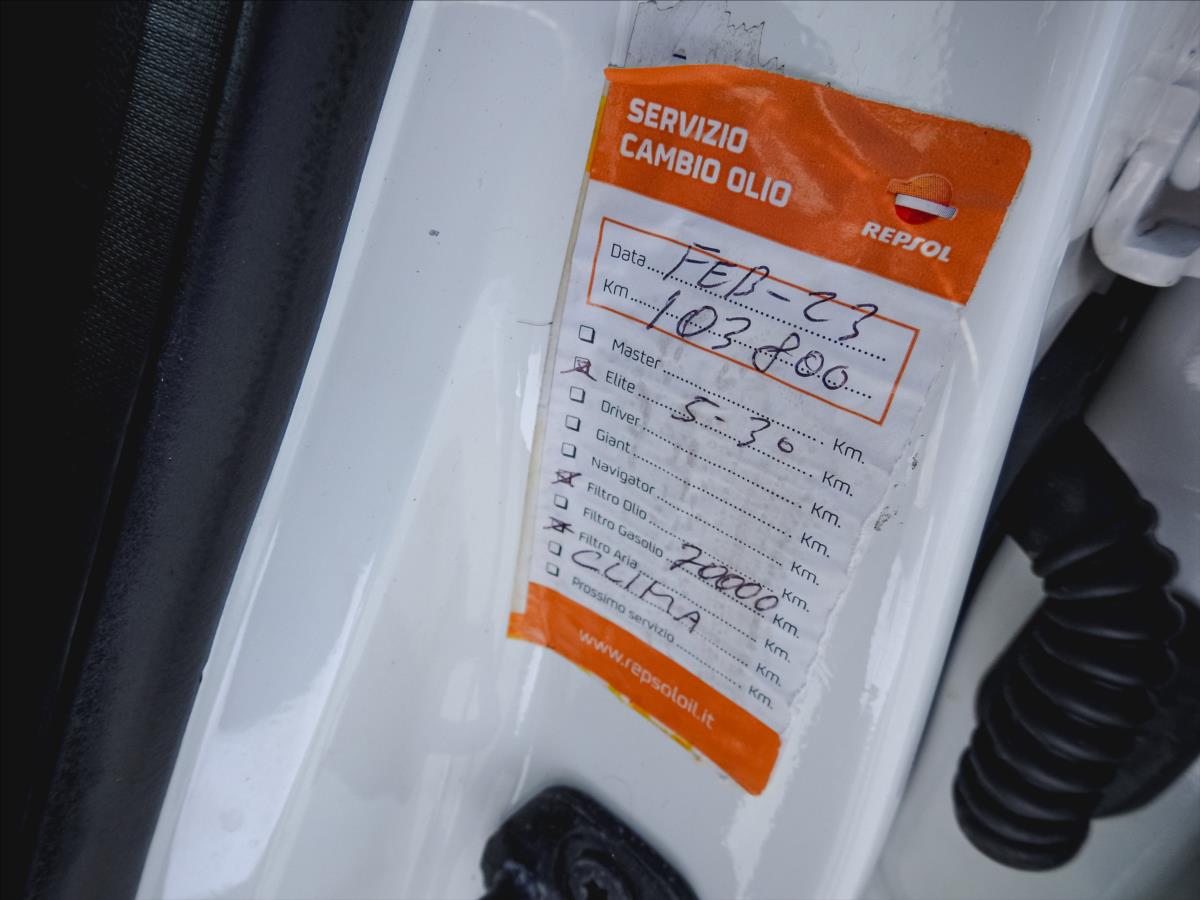 SERVIZIO
CAMBIO OLIO
REPSOL
Data FEB-23
Km 103800
Master Km.
Elite 5-30 Km.
Driver Km.
Giant Km.
Navigator Km.
Filtro Olio Km.
Filtro Gasolio 70000 Km.
Filtro Aria Km.
CLIMA Km.
Prossimo servizio Km.
www.repsoloil.it